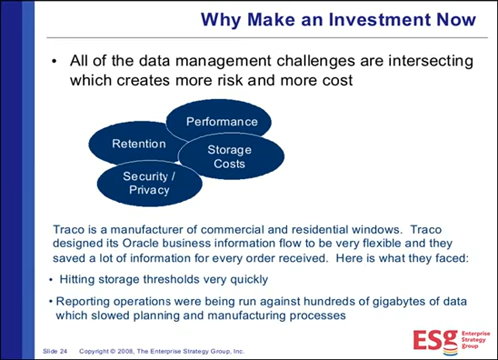 Why Make an Investment Now
• All of the data management challenges are intersecting
which creates more risk and more cost
Performance
Retention
Storage
Costs
Security /
Privacy
Traco is a manufacturer of commercial and residential windows. Traco
designed its Oracle business information flow to be very flexible and they
saved a lot of information for every order received. Here is what they faced:
• Hitting storage thresholds very quickly
• Reporting operations were being run against hundreds of gigabytes of data
which slowed planning and manufacturing processes
ESG Enterprise
Strategy
Group
Slide 24 Copyright © 2008, The Enterprise Strategy Group, Inc.